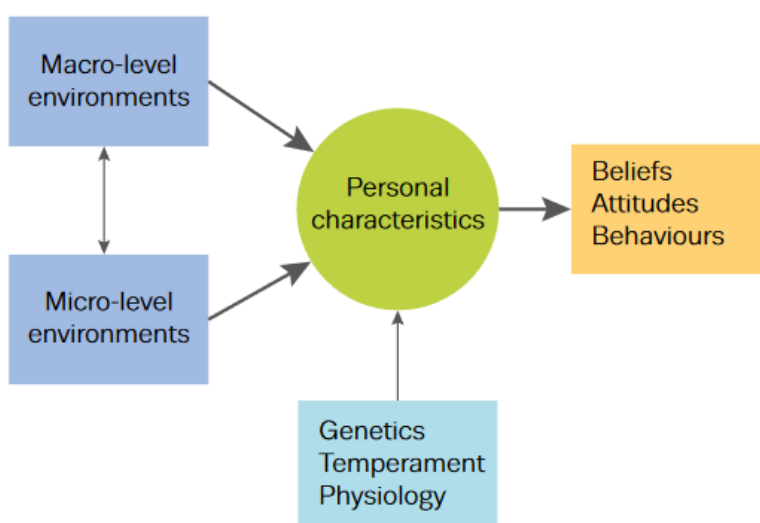 Macro-level
environments
Personal
characteristics
Beliefs
Attitudes
Behaviours
Micro-level
environments
Genetics
Temperament
Physiology